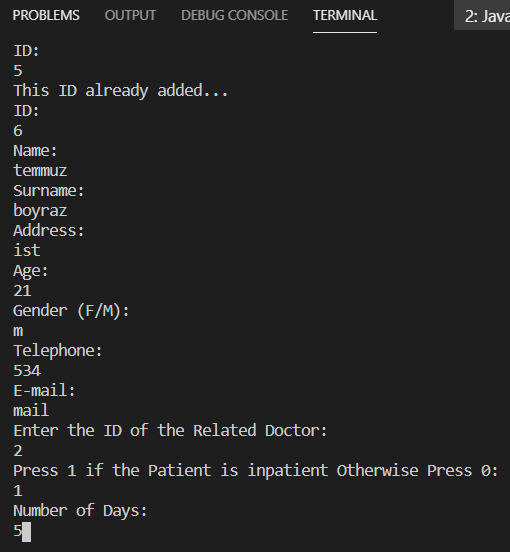 PROBLEMS OUTPUT DEBUG CONSOLE TERMINAL 2: Java
ID:
5
This ID already added...
ID:
6
Name:
temmuz
Surname:
boyraz
Address:
ist
Age:
21
Gender (F/M):
m
Telephone:
534
E-mail:
mail
Enter the ID of the Related Doctor:
2
Press 1 if the Patient is inpatient Otherwise Press 0:
1
Number of Days:
5